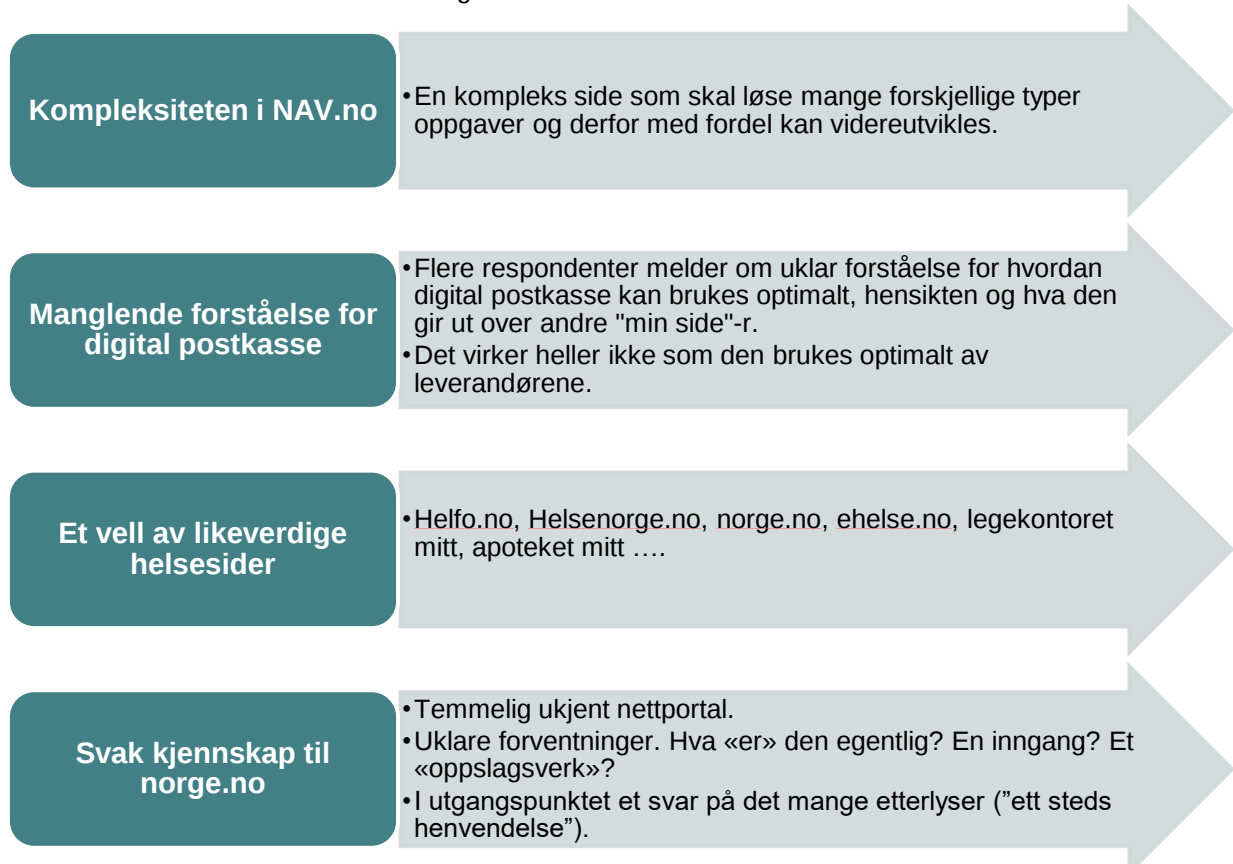 Kompleksiteten i NAV.no
•En kompleks side som skal løse mange forskjellige typer
oppgaver og derfor med fordel kan videreutvikles.
Manglende forståelse for
digital postkasse
•Flere respondenter melder om uklar forståelse for hvordan
digital postkasse kan brukes optimalt, hensikten og hva den
gir ut over andre "min side"-r.
•Det virker heller ikke som den brukes optimalt av
leverandørene.
Et vell av likeverdige
helsesider
•Helfo.no, Helsenorge.no, norge.no, ehelse.no, legekontoret
mitt, apoteket mitt ….
Svak kjennskap til
norge.no
•Temmelig ukjent nettportal.
•Uklare forventninger. Hva «er» den egentlig? En inngang? Et
«oppslagsverk»?
•I utgangspunktet et svar på det mange etterlyser (”ett steds
henvendelse”).